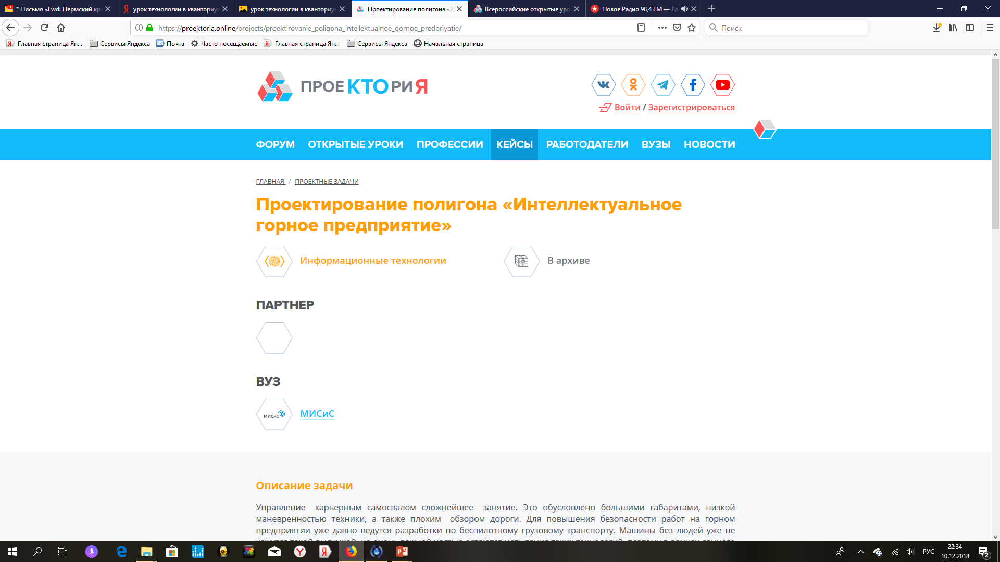 * Письмо «Fwd: Пермский кр
урок технологии в кванториу
урок технологии в кванториу
Проектирование полигона «И
Всероссийские открытые уро
Новое Радио 98,4 FM — Гл
https://proektoria.online/projects/proektirovanie_poligona_intellektualnoe_gornoe_predpriyatie/
Поиск
Главная страница Ян...
Сервисы Яндекса
Почта
Часто посещаемые
Главная страница Ян...
Сервисы Яндекса
Начальная страница
ПРОЕКТОРИЯ
Войти / Зарегистрироваться
ФОРУМ
ОТКРЫТЫЕ УРОКИ
ПРОФЕССИИ
КЕЙСЫ
РАБОТОДАТЕЛИ
ВУЗЫ
НОВОСТИ
ГЛАВНАЯ / ПРОЕКТНЫЕ ЗАДАЧИ
Проектирование полигона «Интеллектуальное
горное предприятие»
Информационные технологии
В архиве
ПАРТНЕР
ВУЗ
МИСиС
МИСиС
Описание задачи
Управление карьерным самосвалом сложнейшее занятие. Это обусловлено большими габаритами, низкой
маневренностью техники, а также плохим обзором дороги. Для повышения безопасности работ на горном
предприятии уже давно ведутся разработки по беспилотному грузовому транспорту. Машины без людей уже не
РУС
22:34
10.12.2018
2